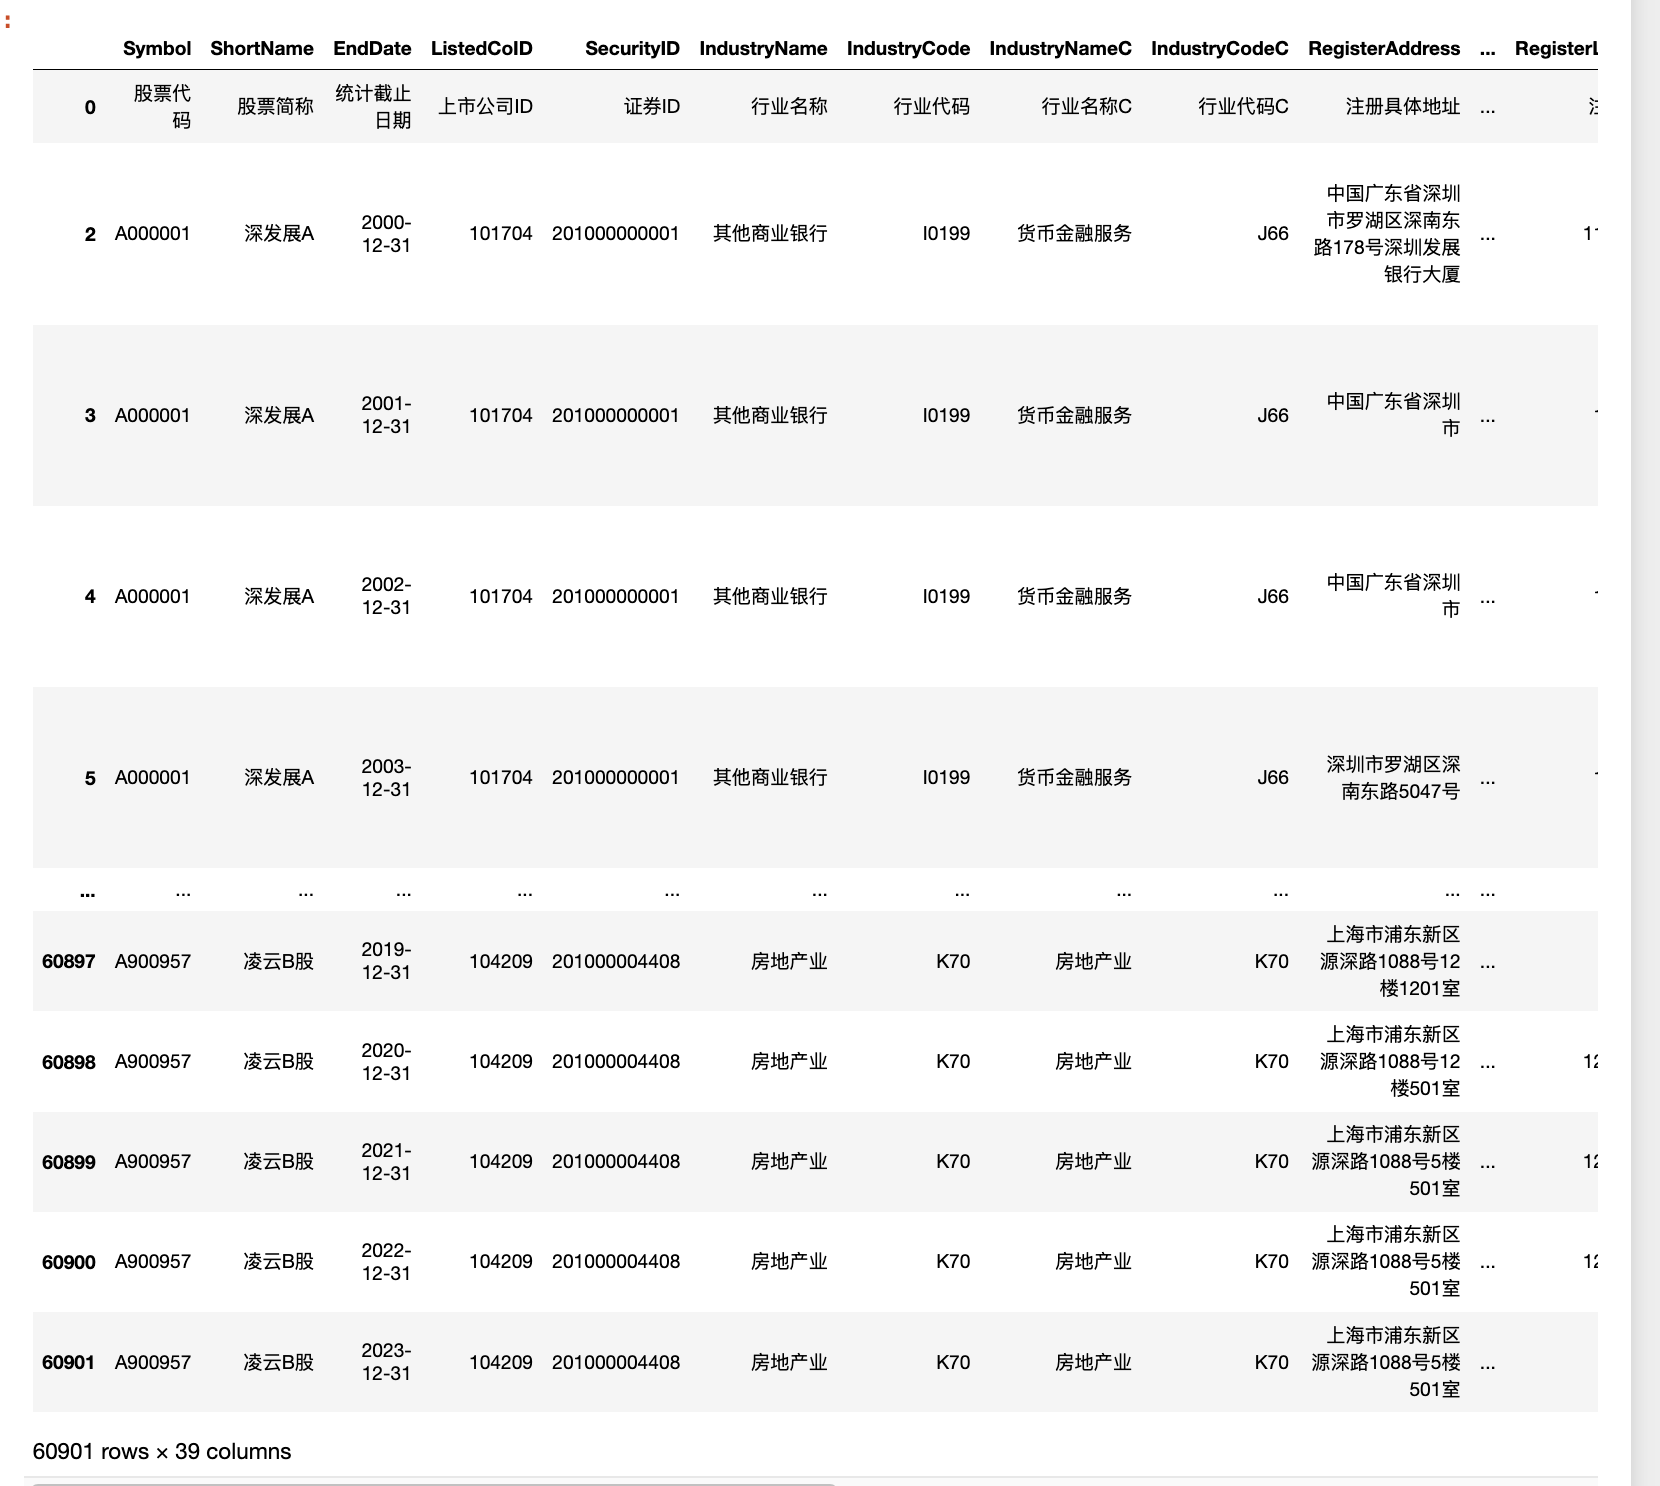 :
Symbol ShortName EndDate ListedCoID SecurityID IndustryName IndustryCode IndustryNameC IndustryCodeC RegisterAddress ...
0 股票代码 股票简称 统计截止日期 上市公司ID 证券ID 行业名称 行业代码 行业名称C 行业代码C 注册具体地址 ...
2 A000001 深发展A 2000-12-31 101704 201000000001 其他商业银行 I0199 货币金融服务 J66 中国广东省深圳市罗湖区深南东路178号深圳发展银行大厦 ...
3 A000001 深发展A 2001-12-31 101704 201000000001 其他商业银行 I0199 货币金融服务 J66 中国广东省深圳市 ...
4 A000001 深发展A 2002-12-31 101704 201000000001 其他商业银行 I0199 货币金融服务 J66 中国广东省深圳市 ...
5 A000001 深发展A 2003-12-31 101704 201000000001 其他商业银行 I0199 货币金融服务 J66 深圳市罗湖区深南东路5047号 ...
... ... ... ... ... ... ... ... ... ... ... ...
60897 A900957 凌云B股 2019-12-31 104209 201000004408 房地产业 K70 房地产业 K70 上海市浦东新区源深路1088号12楼1201室 ...
60898 A900957 凌云B股 2020-12-31 104209 201000004408 房地产业 K70 房地产业 K70 上海市浦东新区源深路1088号12楼501室 ...
60899 A900957 凌云B股 2021-12-31 104209 201000004408 房地产业 K70 房地产业 K70 上海市浦东新区源深路1088号5楼501室 ...
60900 A900957 凌云B股 2022-12-31 104209 201000004408 房地产业 K70 房地产业 K70 上海市浦东新区源深路1088号5楼501室 ...
60901 A900957 凌云B股 2023-12-31 104209 201000004408 房地产业 K70 房地产业 K70 上海市浦东新区源深路1088号5楼501室 ...
60901 rows × 39 columns